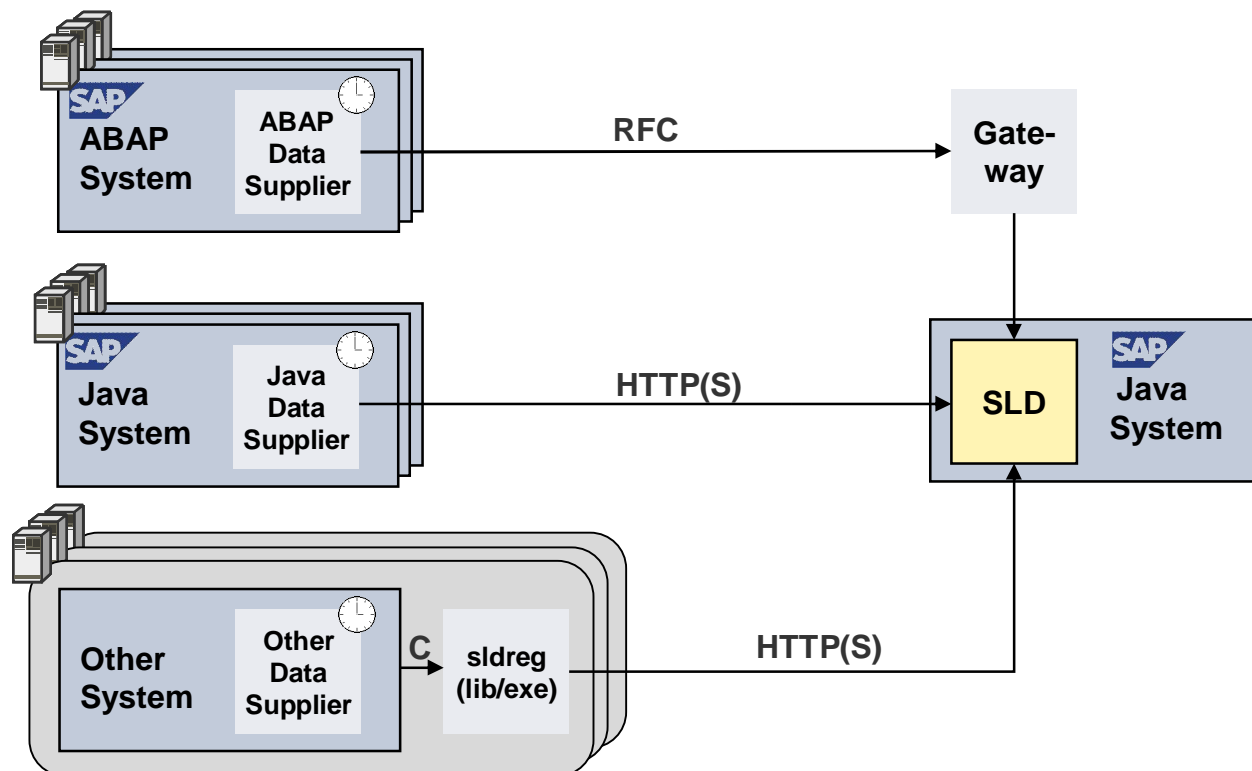 SAP
ABAP
System
ABAP
Data
Supplier
RFC
Gate-
way
SAP
Java
System
Java
Data
Supplier
HTTP(S)
SLD
SAP
Java
System
Other
System
Other
Data
Supplier
C
sldreg
(lib/exe)
HTTP(S)